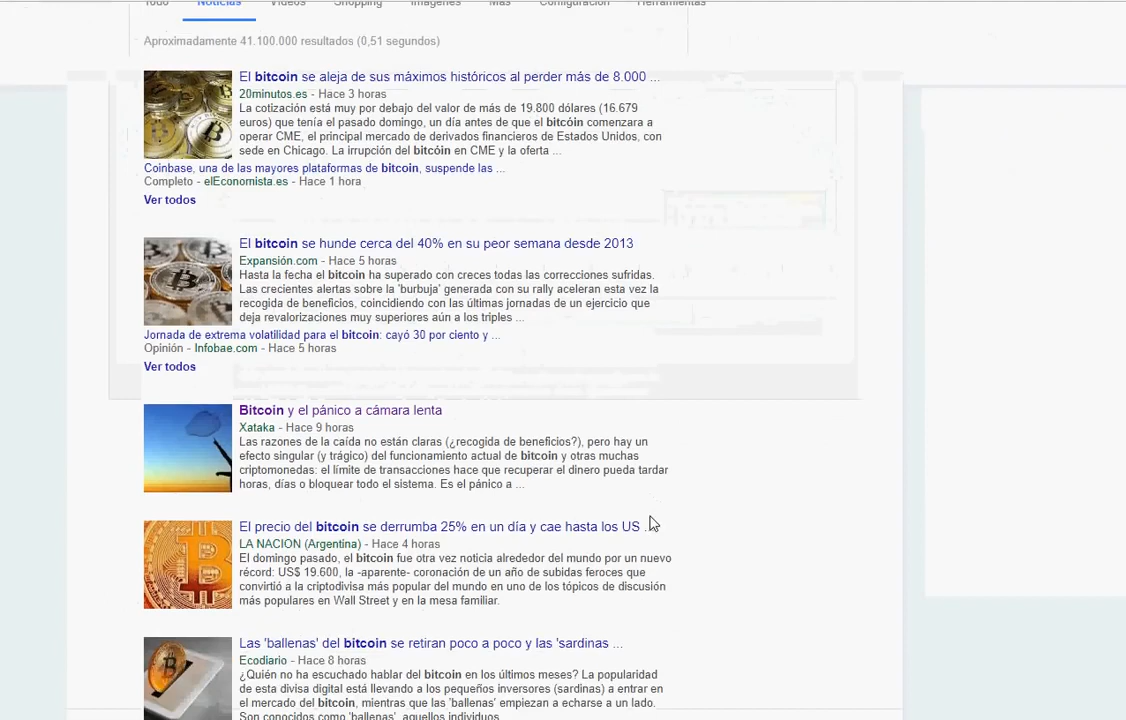 Todo Noticias Vídeos Shopping Imágenes Más Configuración Herramientas
Aproximadamente 41.100.000 resultados (0,51 segundos)
El bitcoin se aleja de sus máximos históricos al perder más de 8.000 ...
20minutos.es - Hace 3 horas
La cotización está muy por debajo del valor de más de 19.800 dólares (16.679
euros) que tenía el pasado domingo, un día antes de que el bitcóin comenzara a
operar CME, el principal mercado de derivados financieros de Estados Unidos, con
sede en Chicago. La irrupción del bitcóin en CME y la oferta ...
Coinbase, una de las mayores plataformas de bitcoin, suspende las ...
Completo - elEconomista.es - Hace 1 hora
Ver todos
El bitcoin se hunde cerca del 40% en su peor semana desde 2013
Expansión.com - Hace 5 horas
Hasta la fecha el bitcoin ha superado con creces todas las correcciones sufridas.
Las crecientes alertas sobre la 'burbuja' generada con su rally aceleran esta vez la
recogida de beneficios, coincidiendo con las últimas jornadas de un ejercicio que
deja revalorizaciones muy superiores aún a los triples ...
Jornada de extrema volatilidad para el bitcoin: cayó 30 por ciento y ...
Opinión - Infobae.com - Hace 5 horas
Ver todos
Bitcoin y el pánico a cámara lenta
Xataka - Hace 9 horas
Las razones de la caída no están claras (¿recogida de beneficios?), pero hay un
efecto singular (y trágico) del funcionamiento actual de bitcoin y otras muchas
criptomonedas: el límite de transacciones hace que recuperar el dinero pueda tardar
horas, días o bloquear todo el sistema. Es el pánico a ...
El precio del bitcoin se derrumba 25% en un día y cae hasta los US ...
LA NACION (Argentina) - Hace 4 horas
El domingo pasado, el bitcoin fue otra vez noticia alrededor del mundo por un nuevo
récord: US$ 19.600, la -aparente- coronación de un año de subidas feroces que
convirtió a la criptodivisa más popular del mundo en uno de los tópicos de discusión
más populares en Wall Street y en la mesa familiar.
Las 'ballenas' del bitcoin se retiran poco a poco y las 'sardinas ...
Ecodiario - Hace 8 horas
¿Quién no ha escuchado hablar del bitcoin en los últimos meses? La popularidad
de esta divisa digital está llevando a los pequeños inversores (sardinas) a entrar en
el mercado del bitcoin, mientras que las 'ballenas' empiezan a echarse a un lado.
Son conocidos como 'ballenas', aquellos individuos